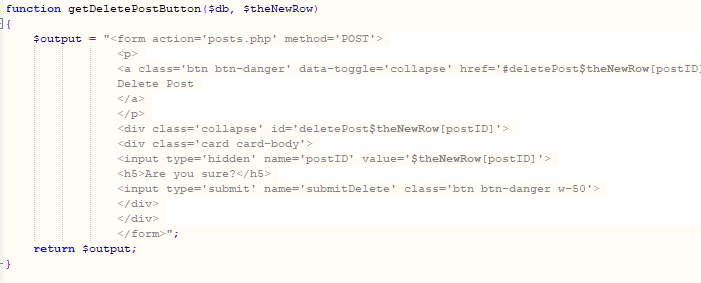 function getDeletePostButton($db, $theNewRow)
{
$output = "<form action='posts.php' method='POST'>
<p>
<a class='btn btn-danger' data-toggle='collapse' href='#deletePost$theNewRow[postID]
Delete Post
</a>
</p>
<div class='collapse' id='deletePost$theNewRow[postID]'>
<div class='card card-body'>
<input type='hidden' name='postID' value='$theNewRow[postID]'>
<h5>Are you sure?</h5>
<input type='submit' name='submitDelete' class='btn btn-danger w-50'>
</div>
</div>
</form>";
return $output;
}